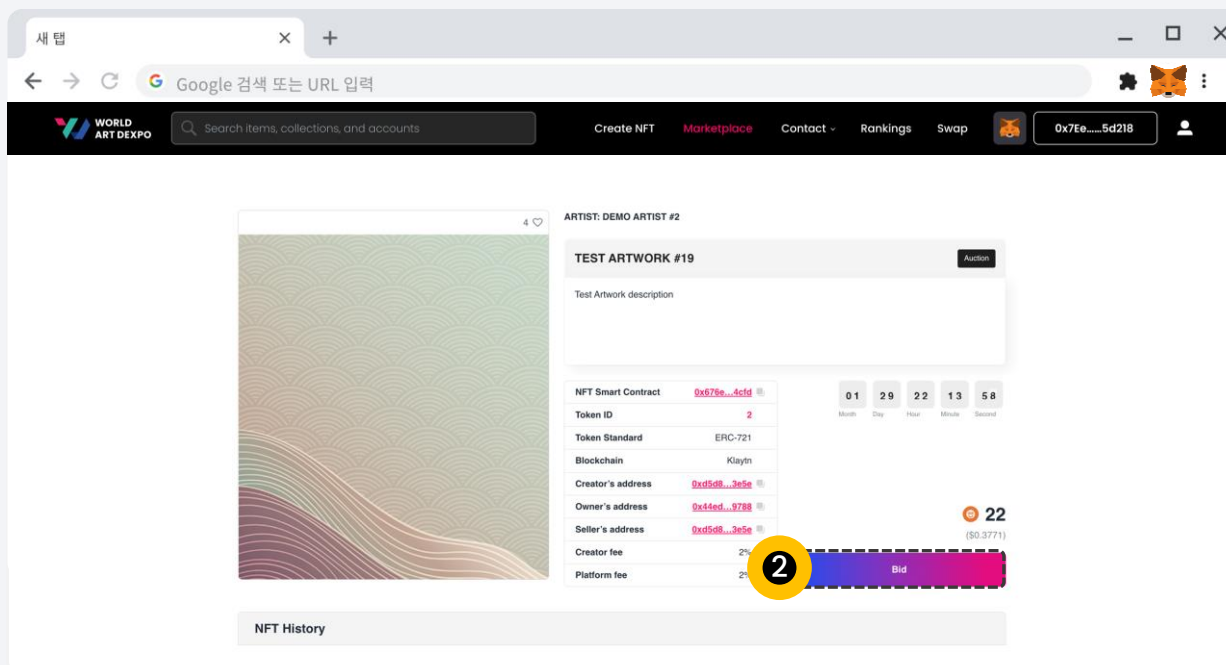 새 탭
Google 검색 또는 URL 입력
WORLD
ART DEXPO
Search items, collections, and accounts
Create NFT
Marketplace
Contact
Rankings
Swap
0x7Ee......5d218
4
ARTIST: DEMO ARTIST #2
TEST ARTWORK #19
Auction
Test Artwork description
NFT Smart Contract 0x676e...4cfd
Token ID 2
Token Standard ERC-721
Blockchain Klaytn
Creator's address 0xd5d8...3e5e
Owner's address 0x44ed...9788
Seller's address 0xd5d8...3e5e
Creator fee 2%
Platform fee 2%
01 29 22 13 58
Month Day Hour Minute Second
22
($0.3771)
2
Bid
NFT History